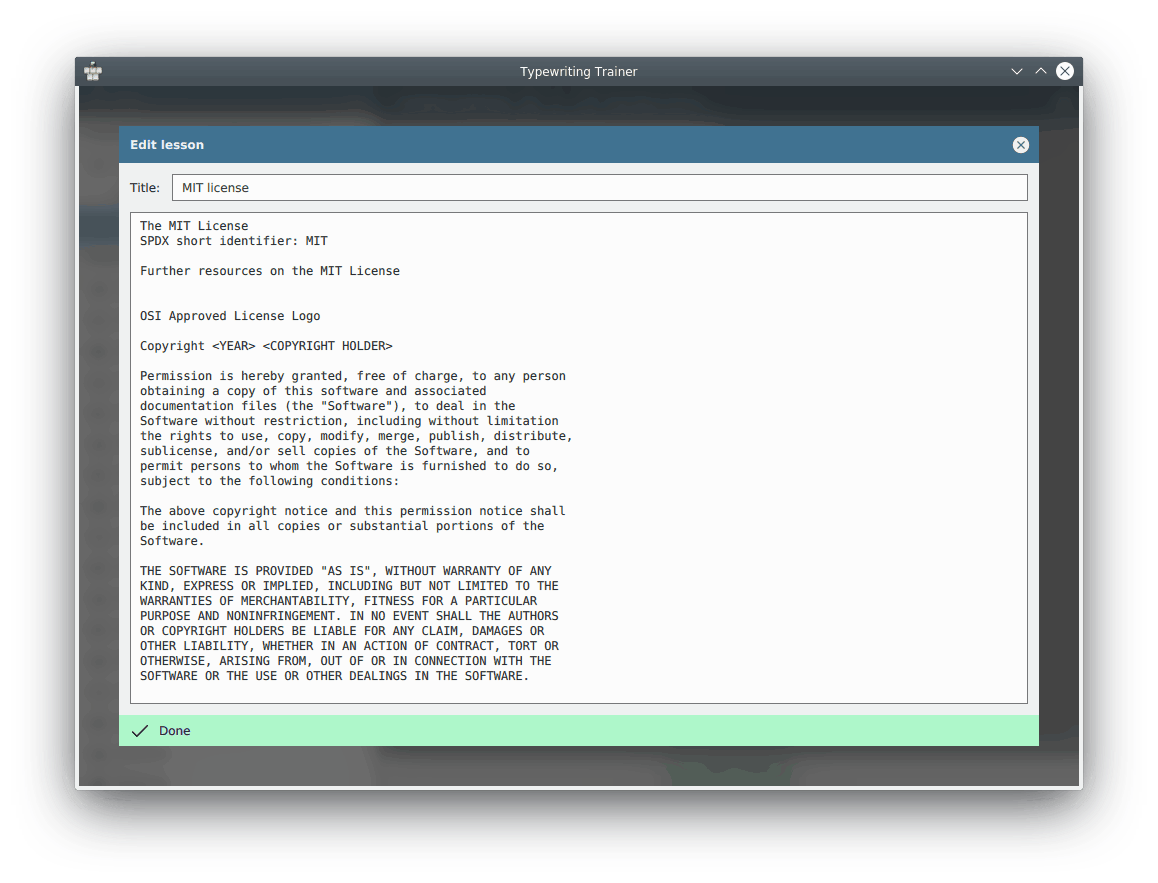 Typewriting Trainer
Edit lesson
Title: MIT license
The MIT License
SPDX short identifier: MIT
Further resources on the MIT License
OSI Approved License Logo
Copyright <YEAR> <COPYRIGHT HOLDER>
Permission is hereby granted, free of charge, to any person
obtaining a copy of this software and associated
documentation files (the "Software"), to deal in the
Software without restriction, including without limitation
the rights to use, copy, modify, merge, publish, distribute,
sublicense, and/or sell copies of the Software, and to
permit persons to whom the Software is furnished to do so,
subject to the following conditions:
The above copyright notice and this permission notice shall
be included in all copies or substantial portions of the
Software.
THE SOFTWARE IS PROVIDED "AS IS", WITHOUT WARRANTY OF ANY
KIND, EXPRESS OR IMPLIED, INCLUDING BUT NOT LIMITED TO THE
WARRANTIES OF MERCHANTABILITY, FITNESS FOR A PARTICULAR
PURPOSE AND NONINFRINGEMENT. IN NO EVENT SHALL THE AUTHORS
OR COPYRIGHT HOLDERS BE LIABLE FOR ANY CLAIM, DAMAGES OR
OTHER LIABILITY, WHETHER IN AN ACTION OF CONTRACT, TORT OR
OTHERWISE, ARISING FROM, OUT OF OR IN CONNECTION WITH THE
SOFTWARE OR THE USE OR OTHER DEALINGS IN THE SOFTWARE.
Done